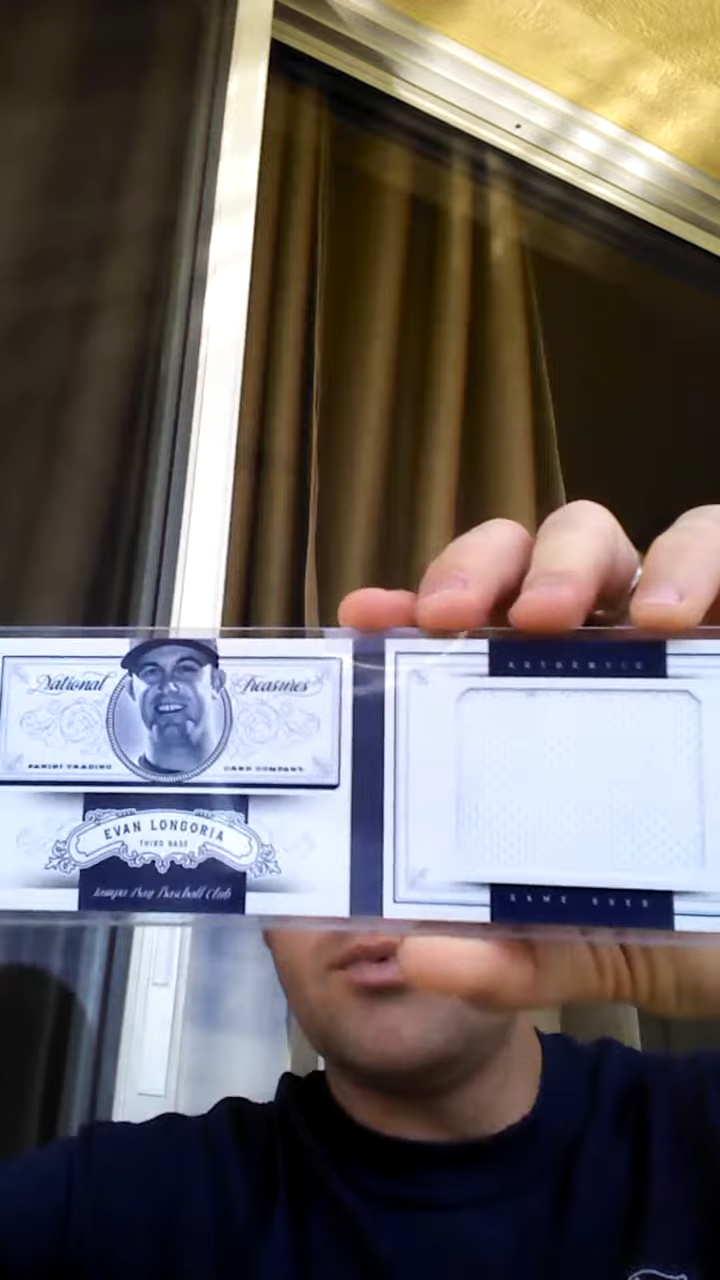 National Treasures
PANINI TRADING CARD COMPANY
EVAN LONGORIA
THIRD BASE
Tampa Bay Baseball Club
AUTHENTIC
GAME USED